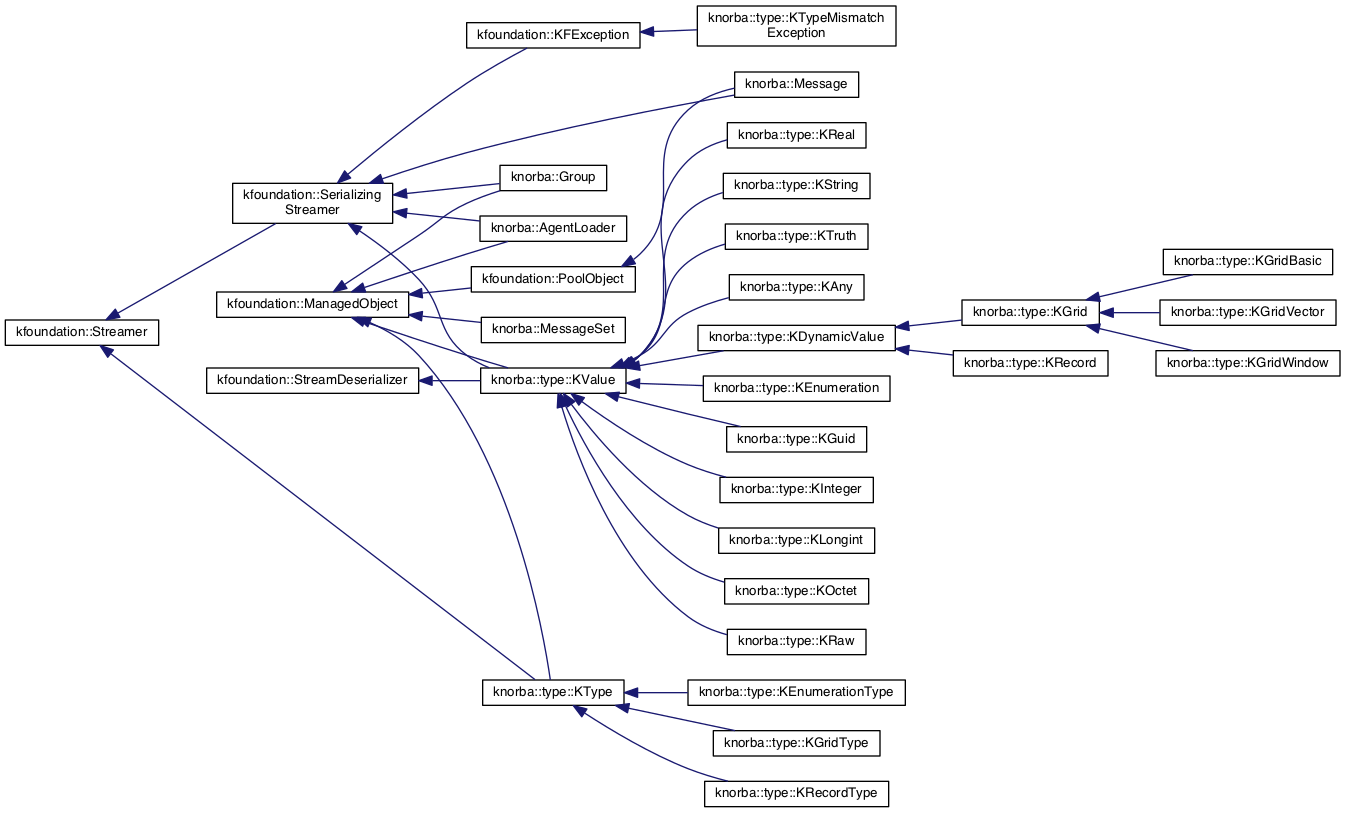 knorba::type::KTypeMismatch
Exception
kfoundation::KFException
knorba::Message
knorba::type::KReal
knorba::Group
knorba::type::KString
kfoundation::Serializing
Streamer
knorba::AgentLoader
knorba::type::KTruth
knorba::type::KGridBasic
kfoundation::PoolObject
knorba::type::KAny
kfoundation::ManagedObject
knorba::type::KGrid
knorba::type::KGridVector
kfoundation::Streamer
knorba::MessageSet
knorba::type::KDynamicValue
knorba::type::KRecord
knorba::type::KGridWindow
kfoundation::StreamDeserializer
knorba::type::KValue
knorba::type::KEnumeration
knorba::type::KGuid
knorba::type::KInteger
knorba::type::KLongint
knorba::type::KOctet
knorba::type::KRaw
knorba::type::KType
knorba::type::KEnumerationType
knorba::type::KGridType
knorba::type::KRecordType